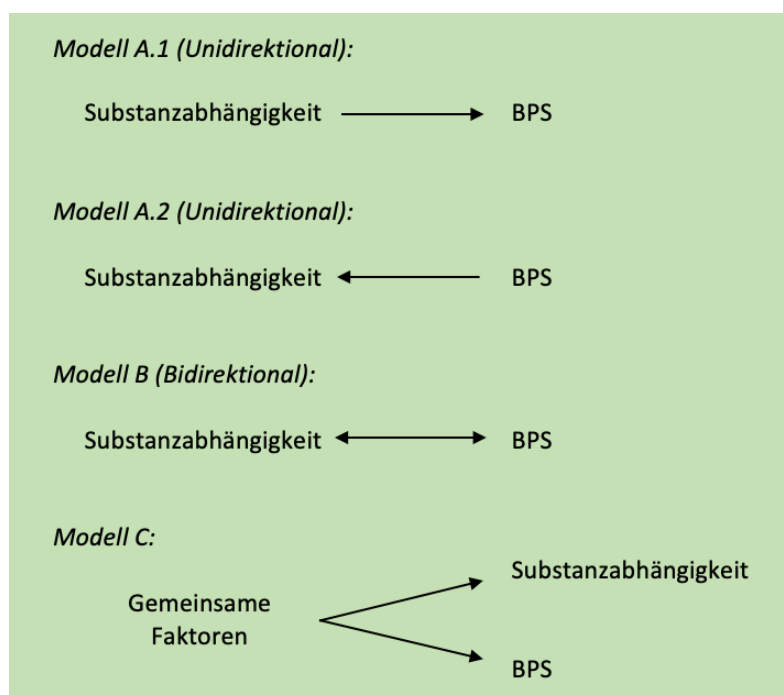 Modell A.1 (Unidirektional):
Substanzabhängigkeit BPS
Modell A.2 (Unidirektional):
Substanzabhängigkeit BPS
Modell B (Bidirektional):
Substanzabhängigkeit BPS
Modell C:
Substanzabhängigkeit
Gemeinsame
Faktoren
BPS